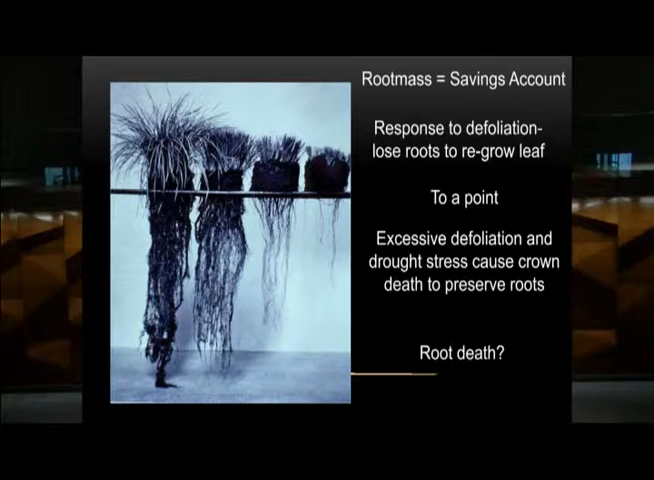 Rootmass = Savings Account
Response to defoliation-
lose roots to re-grow leaf
To a point
Excessive defoliation and
drought stress cause crown
death to preserve roots
Root death?